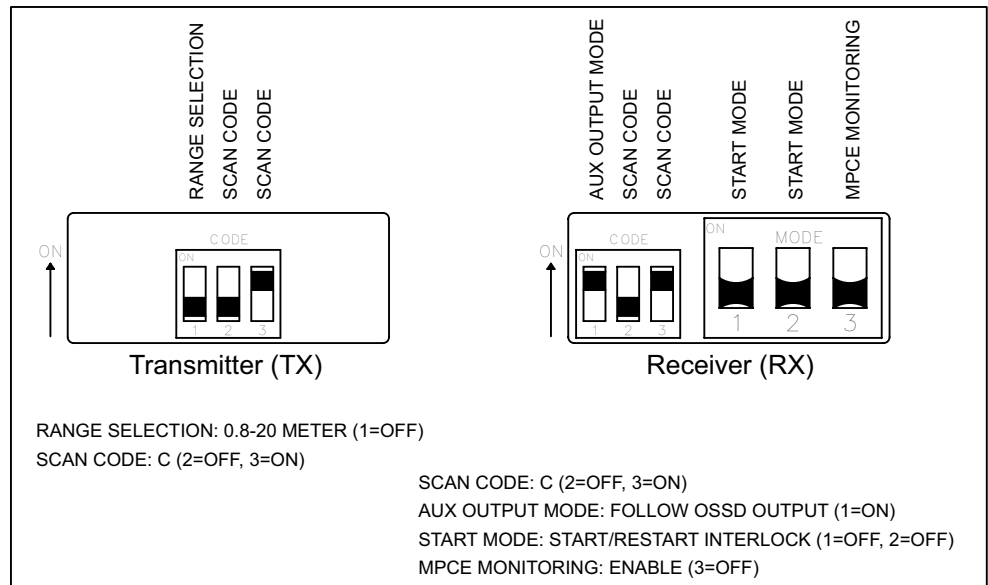 RANGE SELECTION
SCAN CODE
SCAN CODE
AUX OUTPUT MODE
SCAN CODE
SCAN CODE
START MODE
START MODE
MPCE MONITORING
ON
CODE
ON
1 2 3
Transmitter (TX)
ON
CODE
ON
1 2 3
ON
MODE
1 2 3
Receiver (RX)
RANGE SELECTION: 0.8-20 METER (1=OFF)
SCAN CODE: C (2=OFF, 3=ON)
SCAN CODE: C (2=OFF, 3=ON)
AUX OUTPUT MODE: FOLLOW OSSD OUTPUT (1=ON)
START MODE: START/RESTART INTERLOCK (1=OFF, 2=OFF)
MPCE MONITORING: ENABLE (3=OFF)